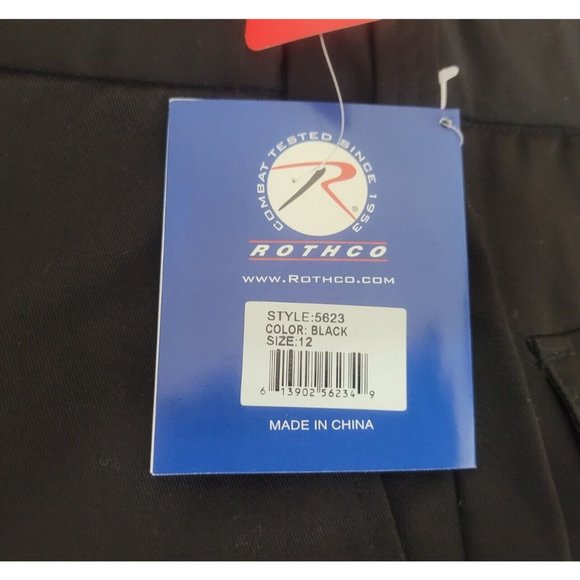 COMBAT TESTED SINCE 1953
R
®
ROTHCO
WWW.ROTHCO.COM
STYLE:5623
COLOR: BLACK
SIZE:12
6 13902 56234 9
MADE IN CHINA